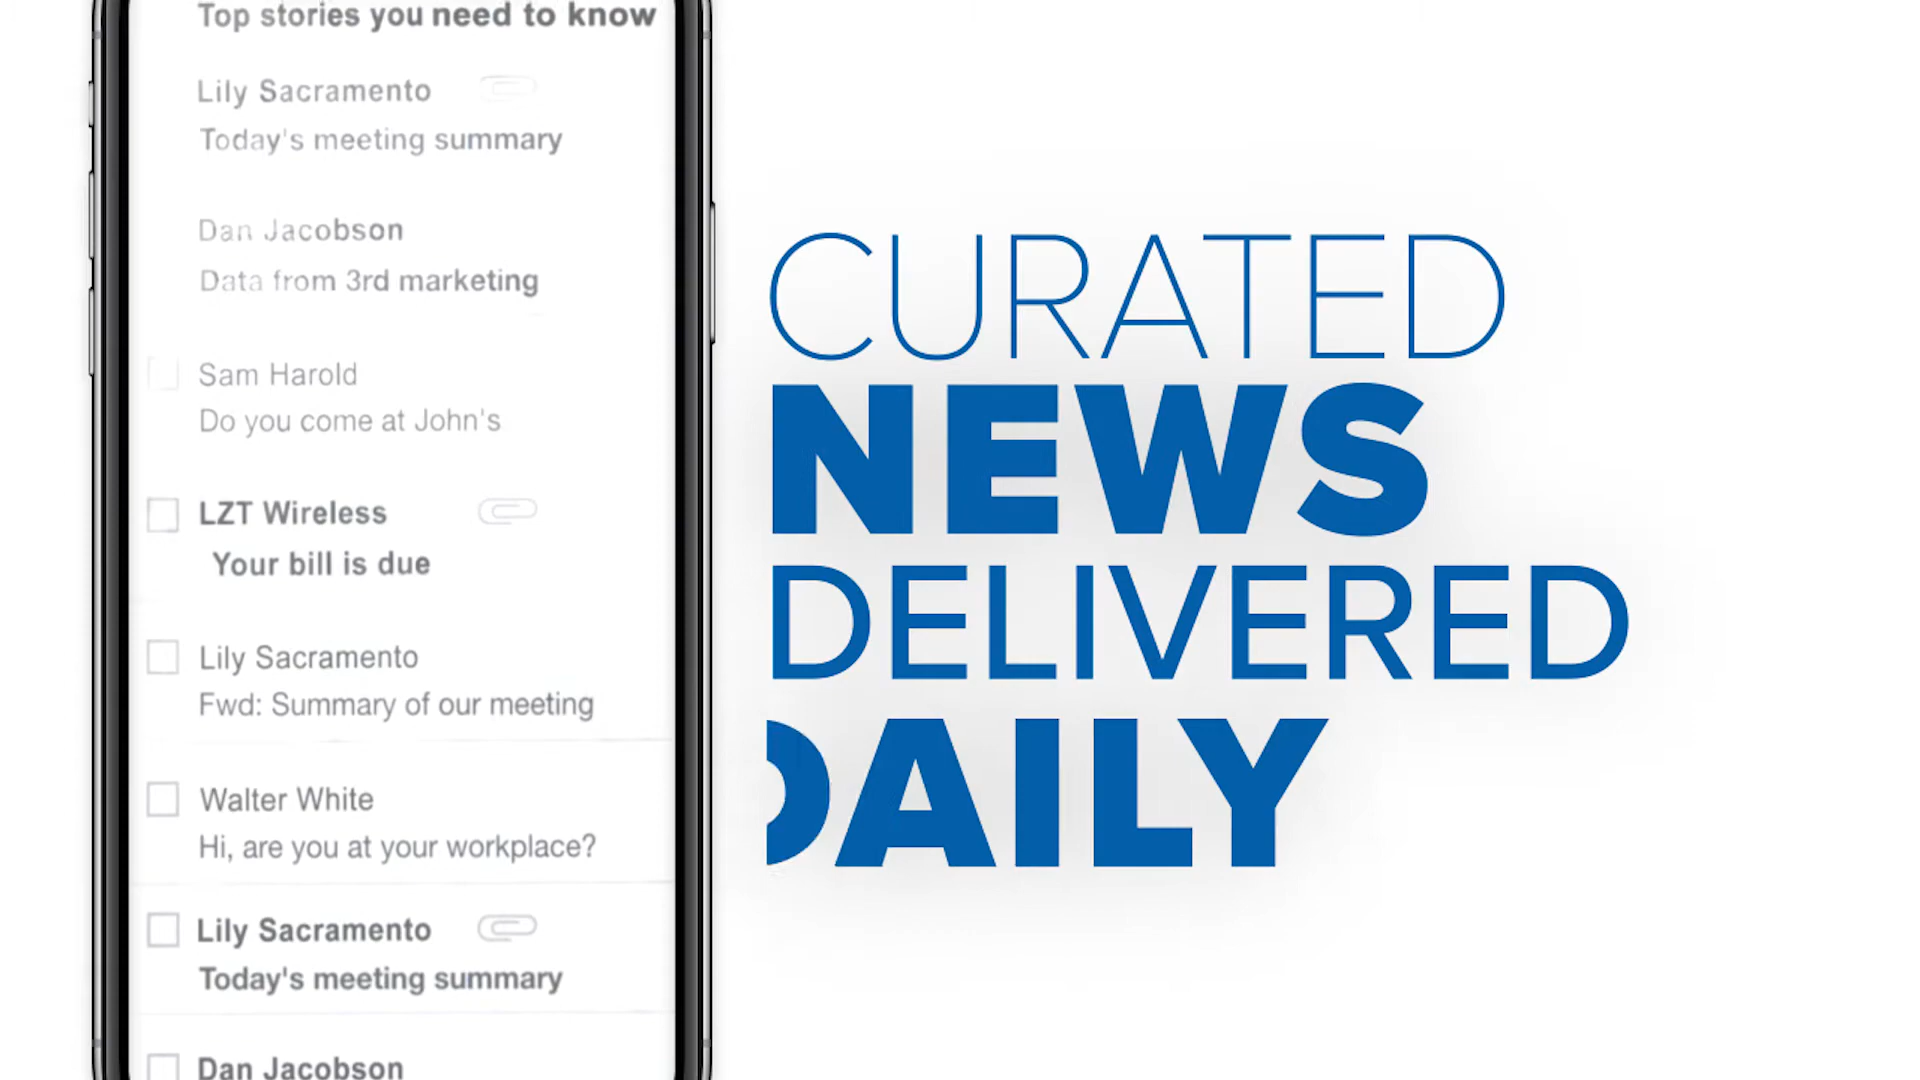 Top stories you need to know
Lily Sacramento
Today's meeting summary
Dan Jacobson
Data from 3rd marketing
Sam Harold
Do you come at John's
LZT Wireless
Your bill is due
Lily Sacramento
Fwd: Summary of our meeting
Walter White
Hi, are you at your workplace?
Lily Sacramento
Today's meeting summary
Dan Jacobson
CURATED
NEWS
DELIVERED
DAILY